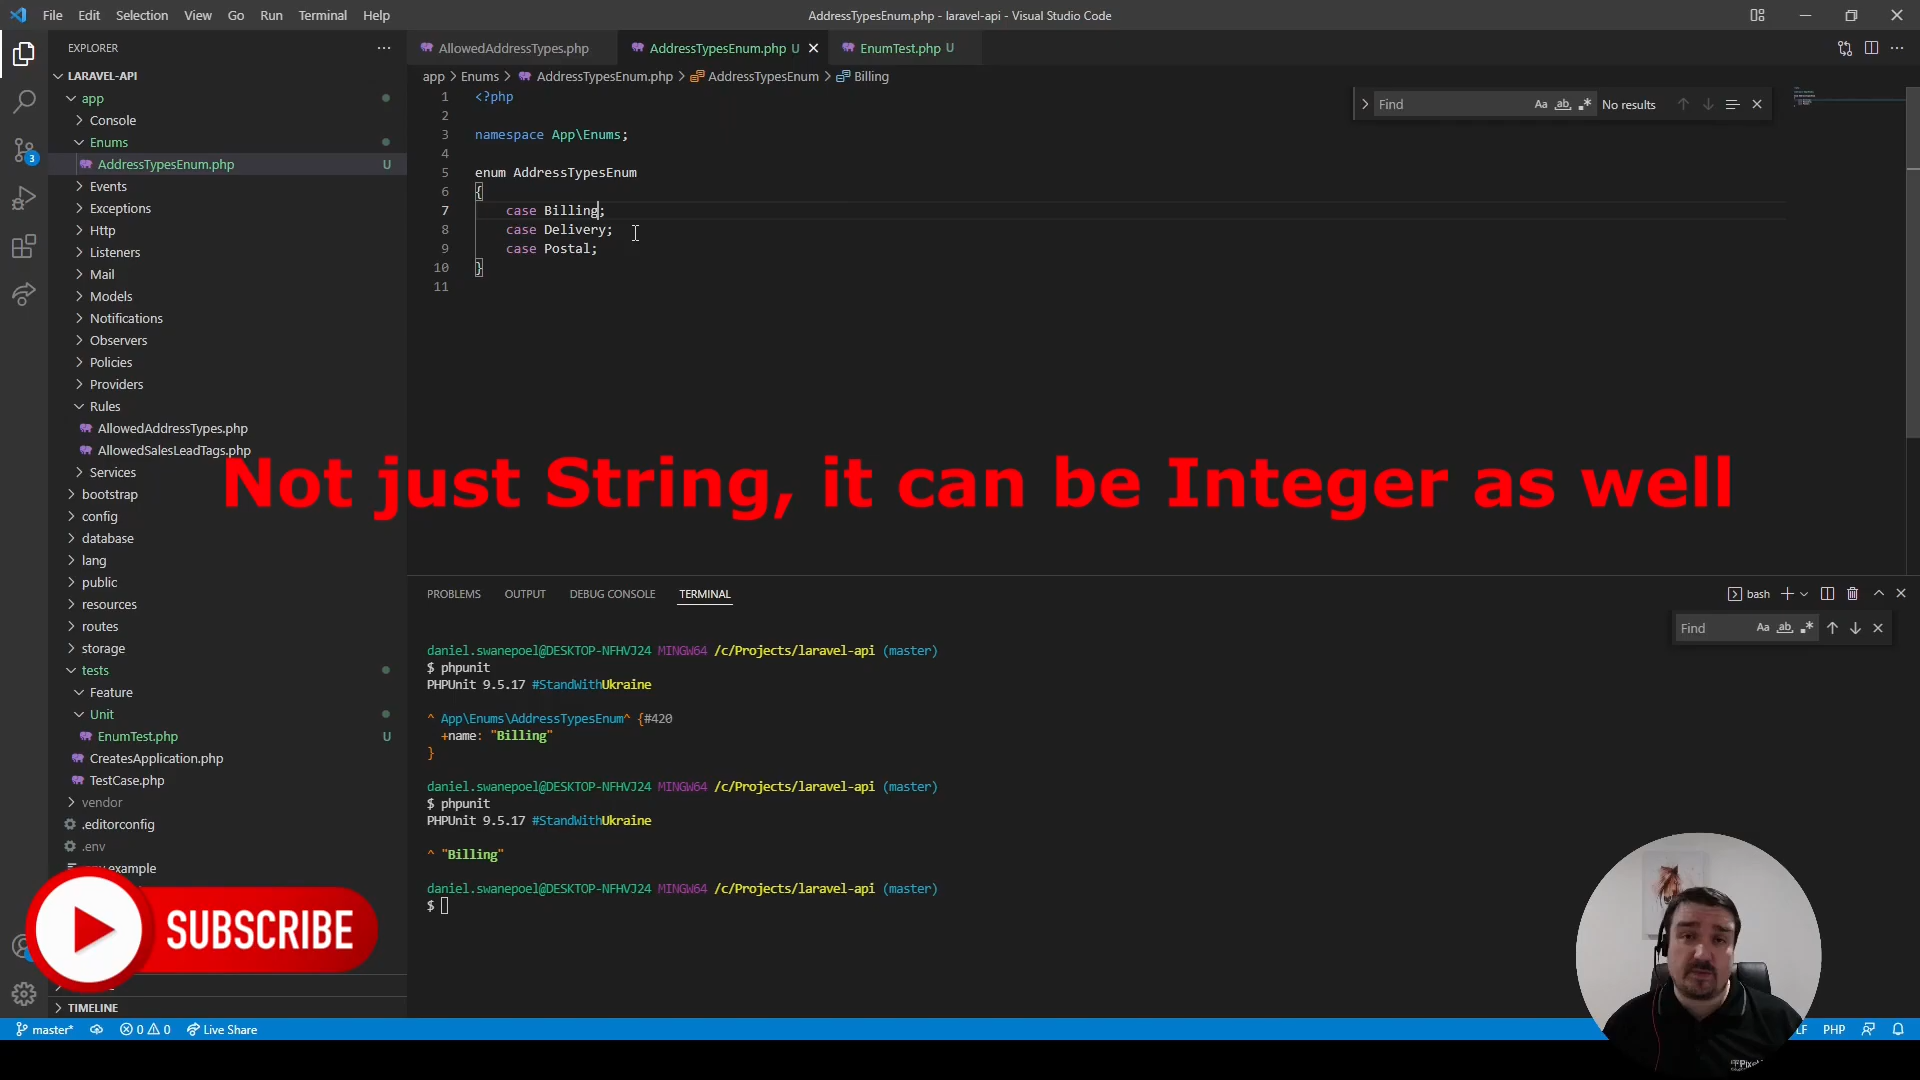 File Edit Selection View Go Run Terminal Help
AddressTypesEnum.php - laravel-api - Visual Studio Code
EXPLORER
LARAVEL-API
app
Console
Enums
AddressTypesEnum.php U
Events
Exceptions
Http
Listeners
Mail
Models
Notifications
Observers
Policies
Providers
Rules
AllowedAddressTypes.php
AllowedSalesLeadTags.php
Services
bootstrap
config
database
lang
public
resources
routes
storage
tests
Feature
Unit
EnumTest.php U
CreatesApplication.php
TestCase.php
vendor
.editorconfig
.env
example
TIMELINE
3
AllowedAddressTypes.php AddressTypesEnum.php U EnumTest.php U
app > Enums > AddressTypesEnum.php > AddressTypesEnum > Billing
1 <?php
2
3 namespace App\Enums;
4
5 enum AddressTypesEnum
6 {
7 case Billing;
8 case Delivery;
9 case Postal;
10 }
11
Find Aa ab No results
Not just String, it can be Integer as well
PROBLEMS OUTPUT DEBUG CONSOLE TERMINAL
bash
Find Aa ab
daniel.swanepoel@DESKTOP-NFHVJ24 MINGW64 /c/Projects/laravel-api (master)
$ phpunit
PHPUnit 9.5.17 #StandWithUkraine
^ App\Enums\AddressTypesEnum^ {#420
+name: "Billing"
}
daniel.swanepoel@DESKTOP-NFHVJ24 MINGW64 /c/Projects/laravel-api (master)
$ phpunit
PHPUnit 9.5.17 #StandWithUkraine
^ "Billing"
daniel.swanepoel@DESKTOP-NFHVJ24 MINGW64 /c/Projects/laravel-api (master)
$
SUBSCRIBE
master* 0 0 Live Share
LF PHP